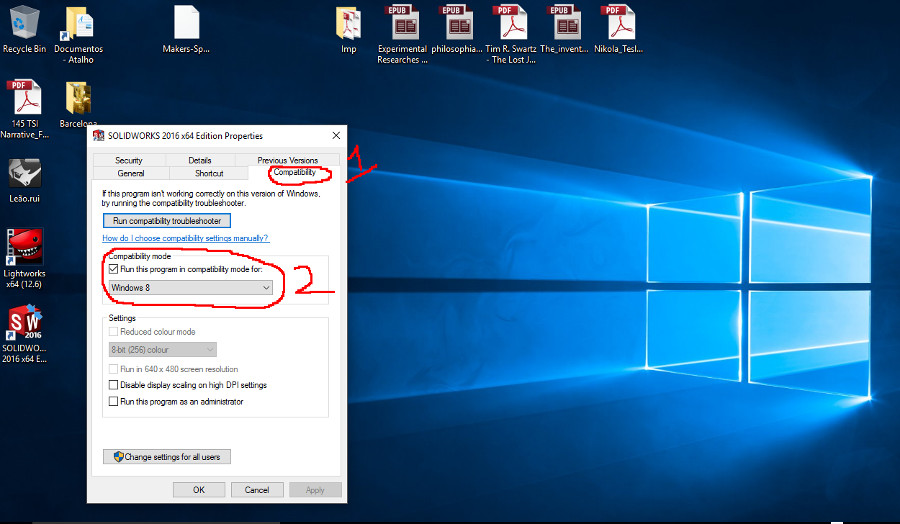 Recycle Bin
Documentos
- Atalho
Makers-Sp...
Imp
EPUB
Experimental
Researches ...
EPUB
philosophia...
PDF
Tim R. Swartz
- The Lost J...
EPUB
The_invent...
PDF
Nikola_Tesl...
PDF
145 TSI
Narrative_F...
Barcelona
Leão.rui
Lightworks
x64 (12.6)
SW
2016
SOLIDWO...
2016 x64 E...
SOLIDWORKS 2016 x64 Edition Properties
Security
Details
Previous Versions
General
Shortcut
Compatibility
1
If this program isn't working correctly on this version of Windows,
try running the compatibility troubleshooter.
Run compatibility troubleshooter
How do I choose compatibility settings manually?
Compatibility mode
Run this program in compatibility mode for:
Windows 8
2
Settings
Reduced colour mode
8-bit (256) colour
Run in 640 x 480 screen resolution
Disable display scaling on high DPI settings
Run this program as an administrator
Change settings for all users
OK
Cancel
Apply